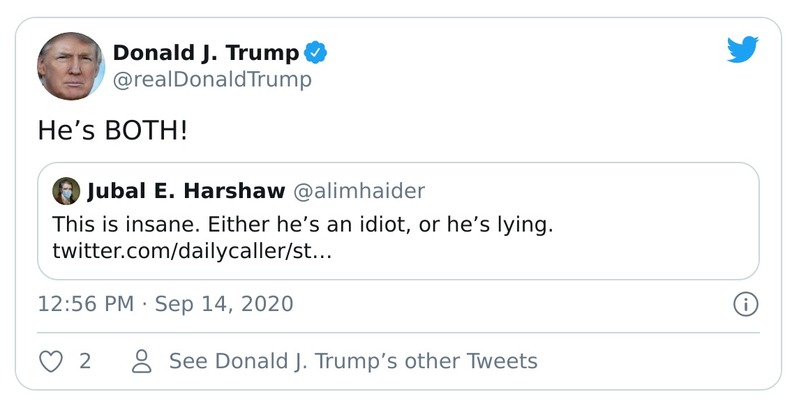 Donald J. Trump
@realDonaldTrump
He’s BOTH!
Jubal E. Harshaw @alimhaider
This is insane. Either he’s an idiot, or he’s lying.
twitter.com/dailycaller/st…
12:56 PM · Sep 14, 2020
2 See Donald J. Trump’s other Tweets